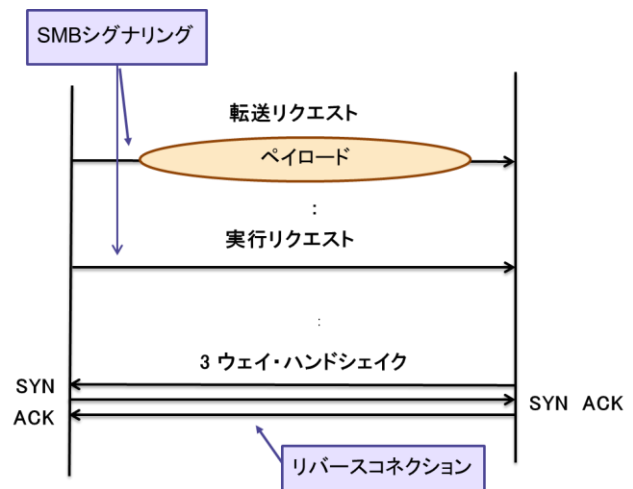 SMBシグナリング
転送リクエスト
ペイロード
:
実行リクエスト
:
3 ウェイ・ハンドシェイク
SYN
SYN ACK
ACK
リバースコネクション